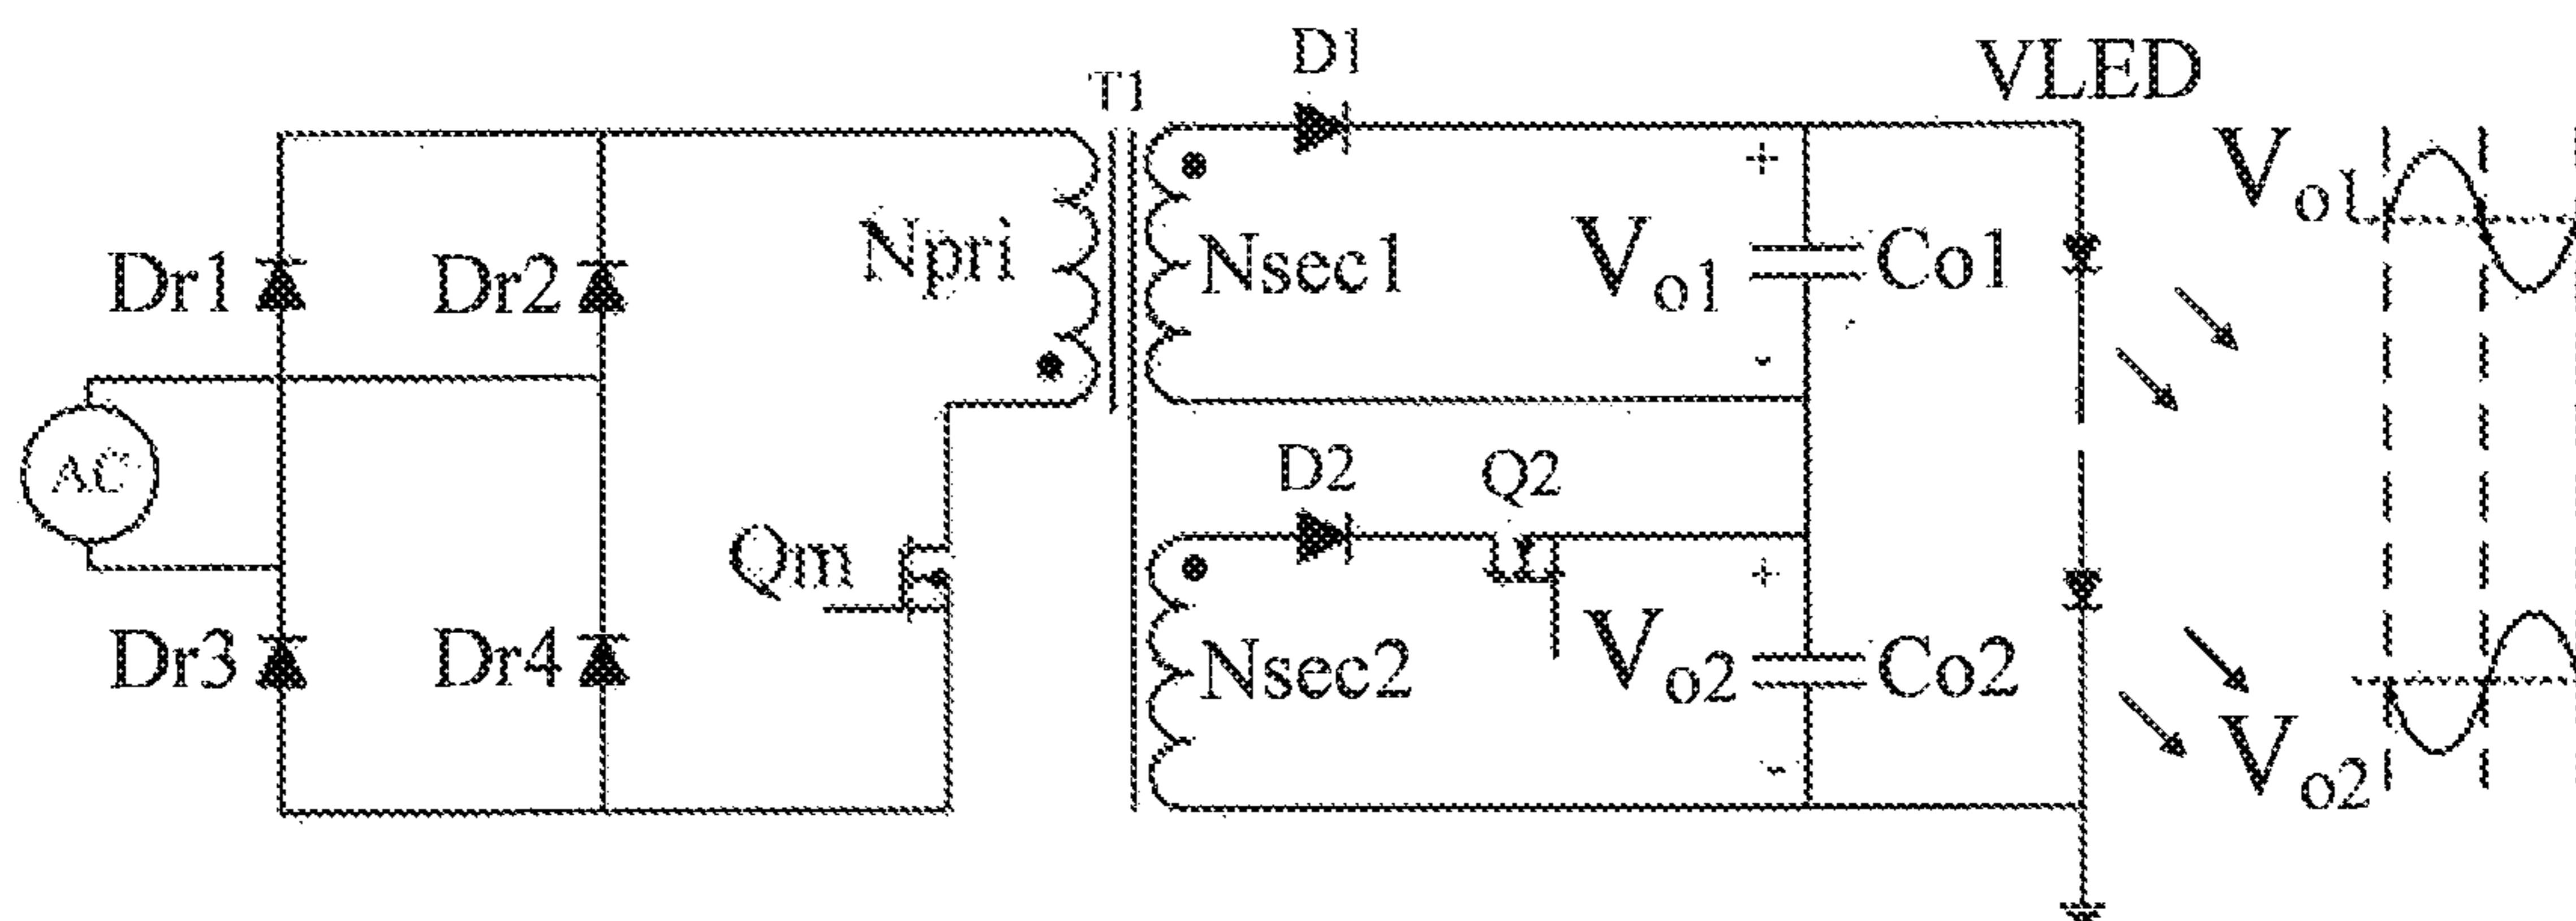 D1
VLED
T1
Vo1
Npri
Nsec1
Vo1
+
-
Co1
Dr1
Dr2
AC
D2
Q2
Qm
+
-
Dr3
Dr4
Nsec2
Vo2
Co2
Vo2